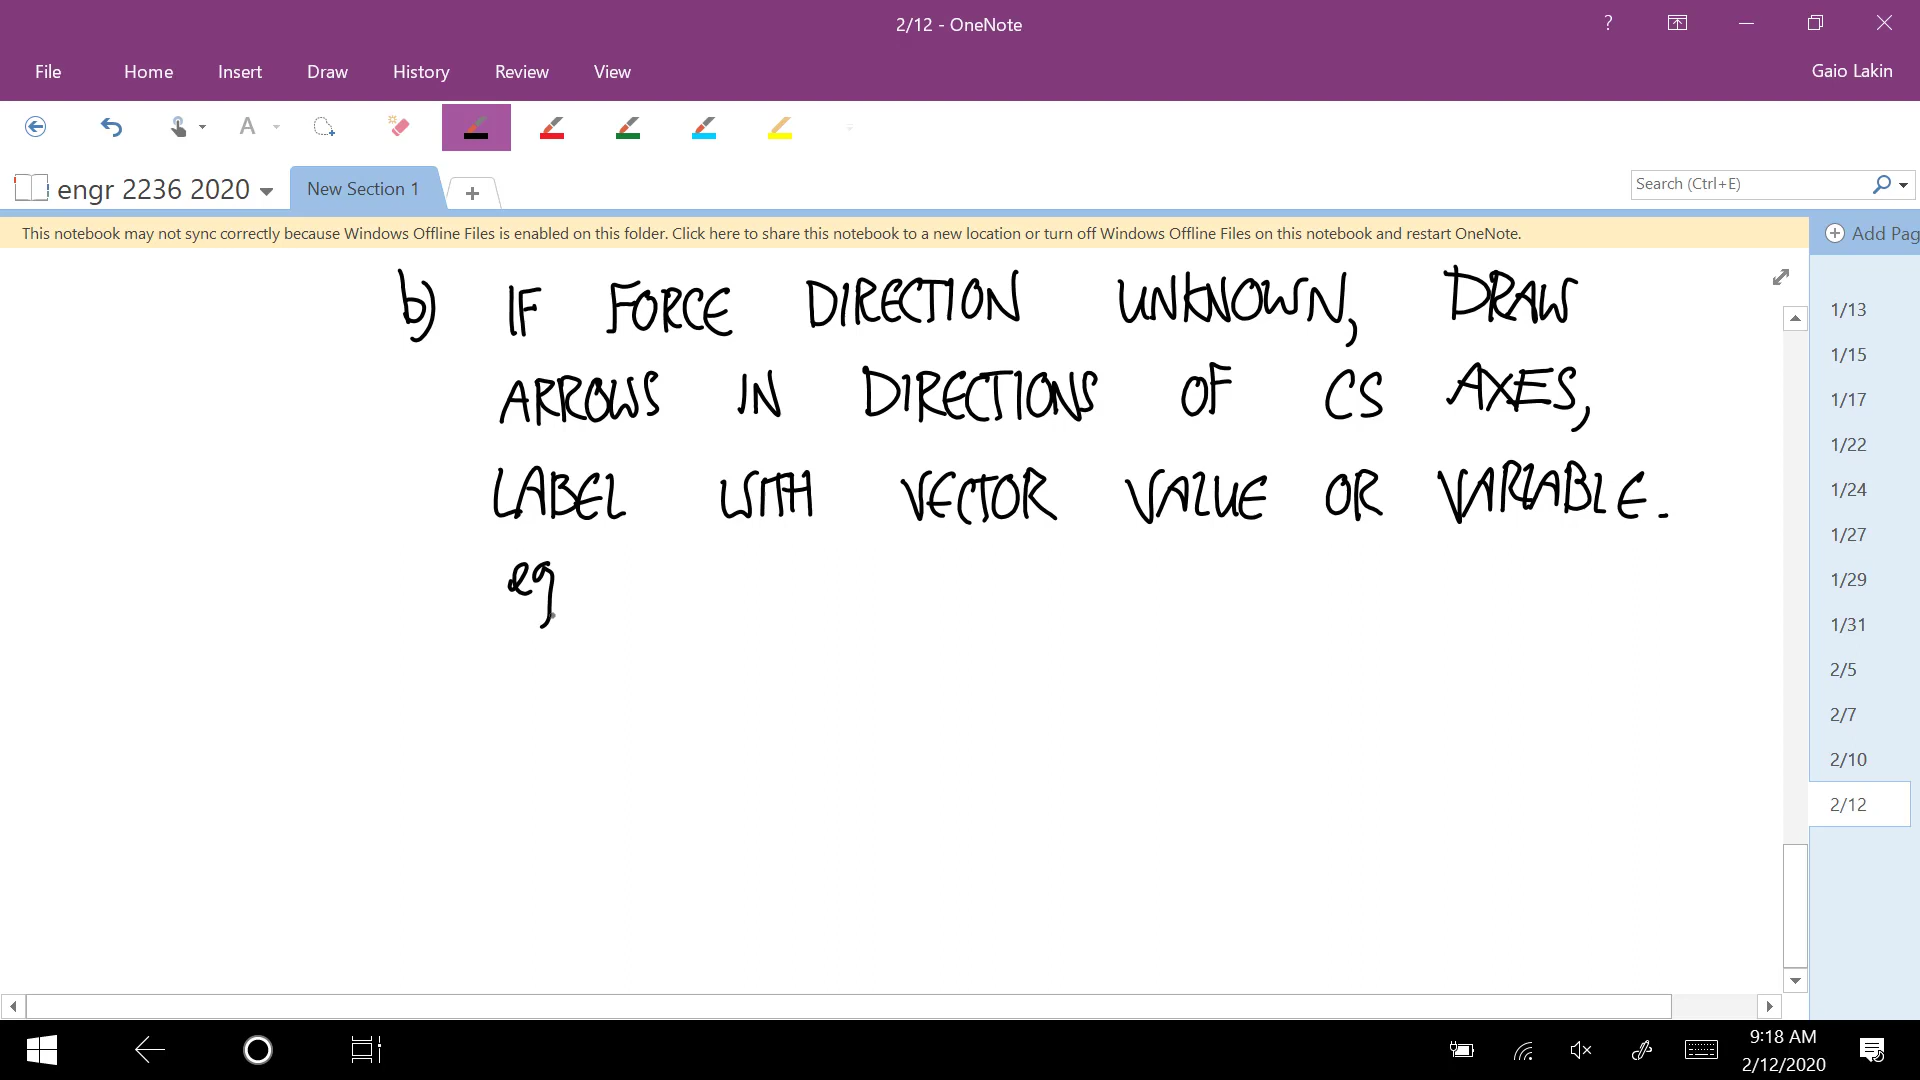 2/12 - OneNote
?
File Home Insert Draw History Review View
Gaio Lakin
A
engr 2236 2020
New Section 1
+
Search (Ctrl+E)
This notebook may not sync correctly because Windows Offline Files is enabled on this folder. Click here to share this notebook to a new location or turn off Windows Offline Files on this notebook and restart OneNote.
Add Pag
b) IF FORCE DIRECTION UNKNOWN, DRAW
ARROWS IN DIRECTIONS OF CS AXES,
LABEL WITH VECTOR VALUE OR VARIABLE.
eg
1/13
1/15
1/17
1/22
1/24
1/27
1/29
1/31
2/5
2/7
2/10
2/12
9:18 AM
2/12/2020